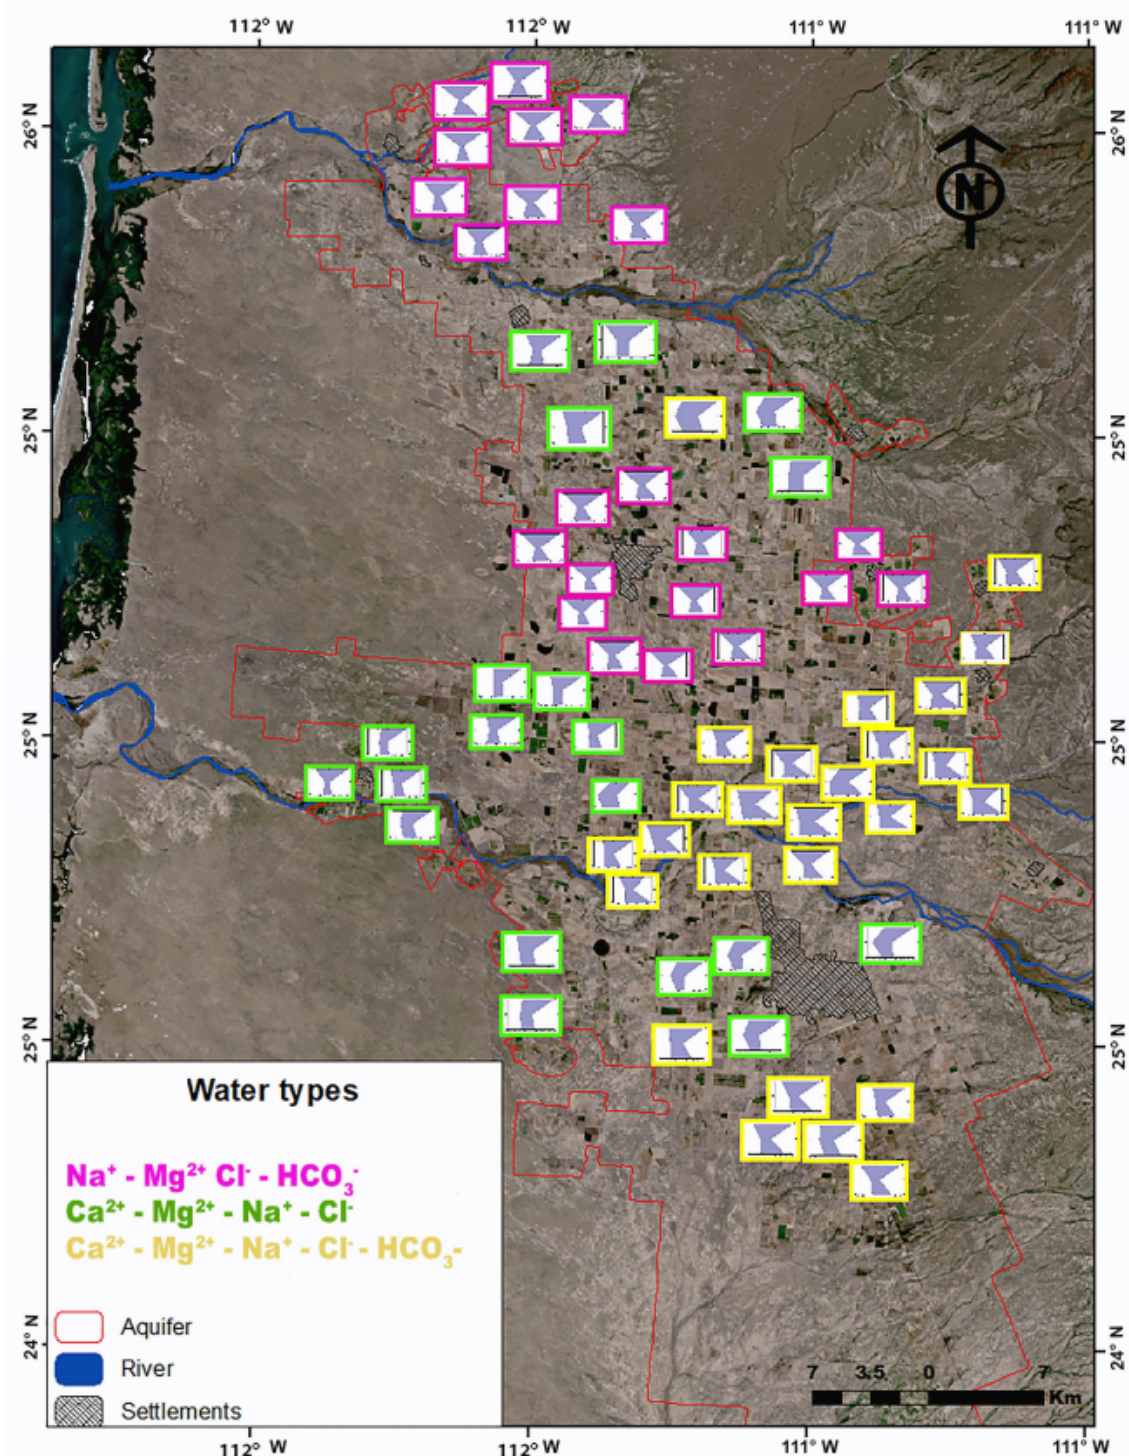 112° W 112° W 111° W 111° W
26° N 26° N
N
25° N 25° N
25° N 25° N
25° N 25° N
Water types
Na⁺ - Mg²⁺ Cl⁻ - HCO₃⁻
Ca²⁺ - Mg²⁺ - Na⁺ - Cl⁻
Ca²⁺ - Mg²⁺ - Na⁺ - Cl⁻ - HCO₃-
Aquifer
River
Settlements
24° N 24° N
7 3.5 0 7
Km
112° W 112° W 111° W 111° W